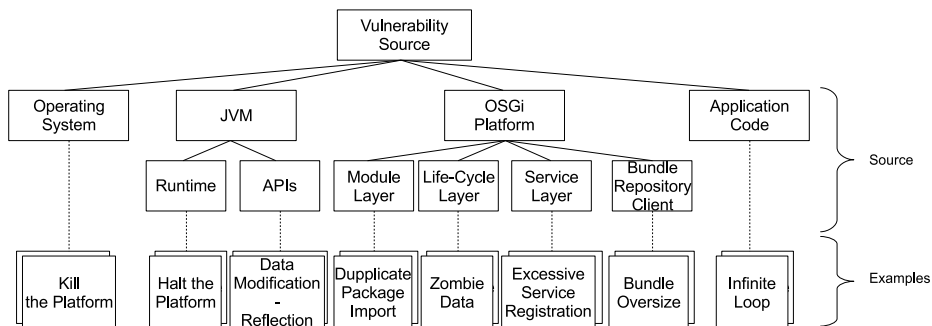 Vulnerability
Source
Operating
System
JVM
OSGi
Platform
Application
Code
Source
Runtime
APIs
Module
Layer
Life-Cycle
Layer
Service
Layer
Bundle
Repository
Client
Kill
the Platform
Halt the
Platform
Data
Modification
-
Reflection
Dupplicate
Package
Import
Zombie
Data
Excessive
Service
Registration
Bundle
Oversize
Infinite
Loop
Examples